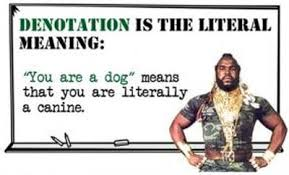 DENOTATION IS THE LITERAL
MEANING:
"You are a dog" means
that you are literally
a canine.